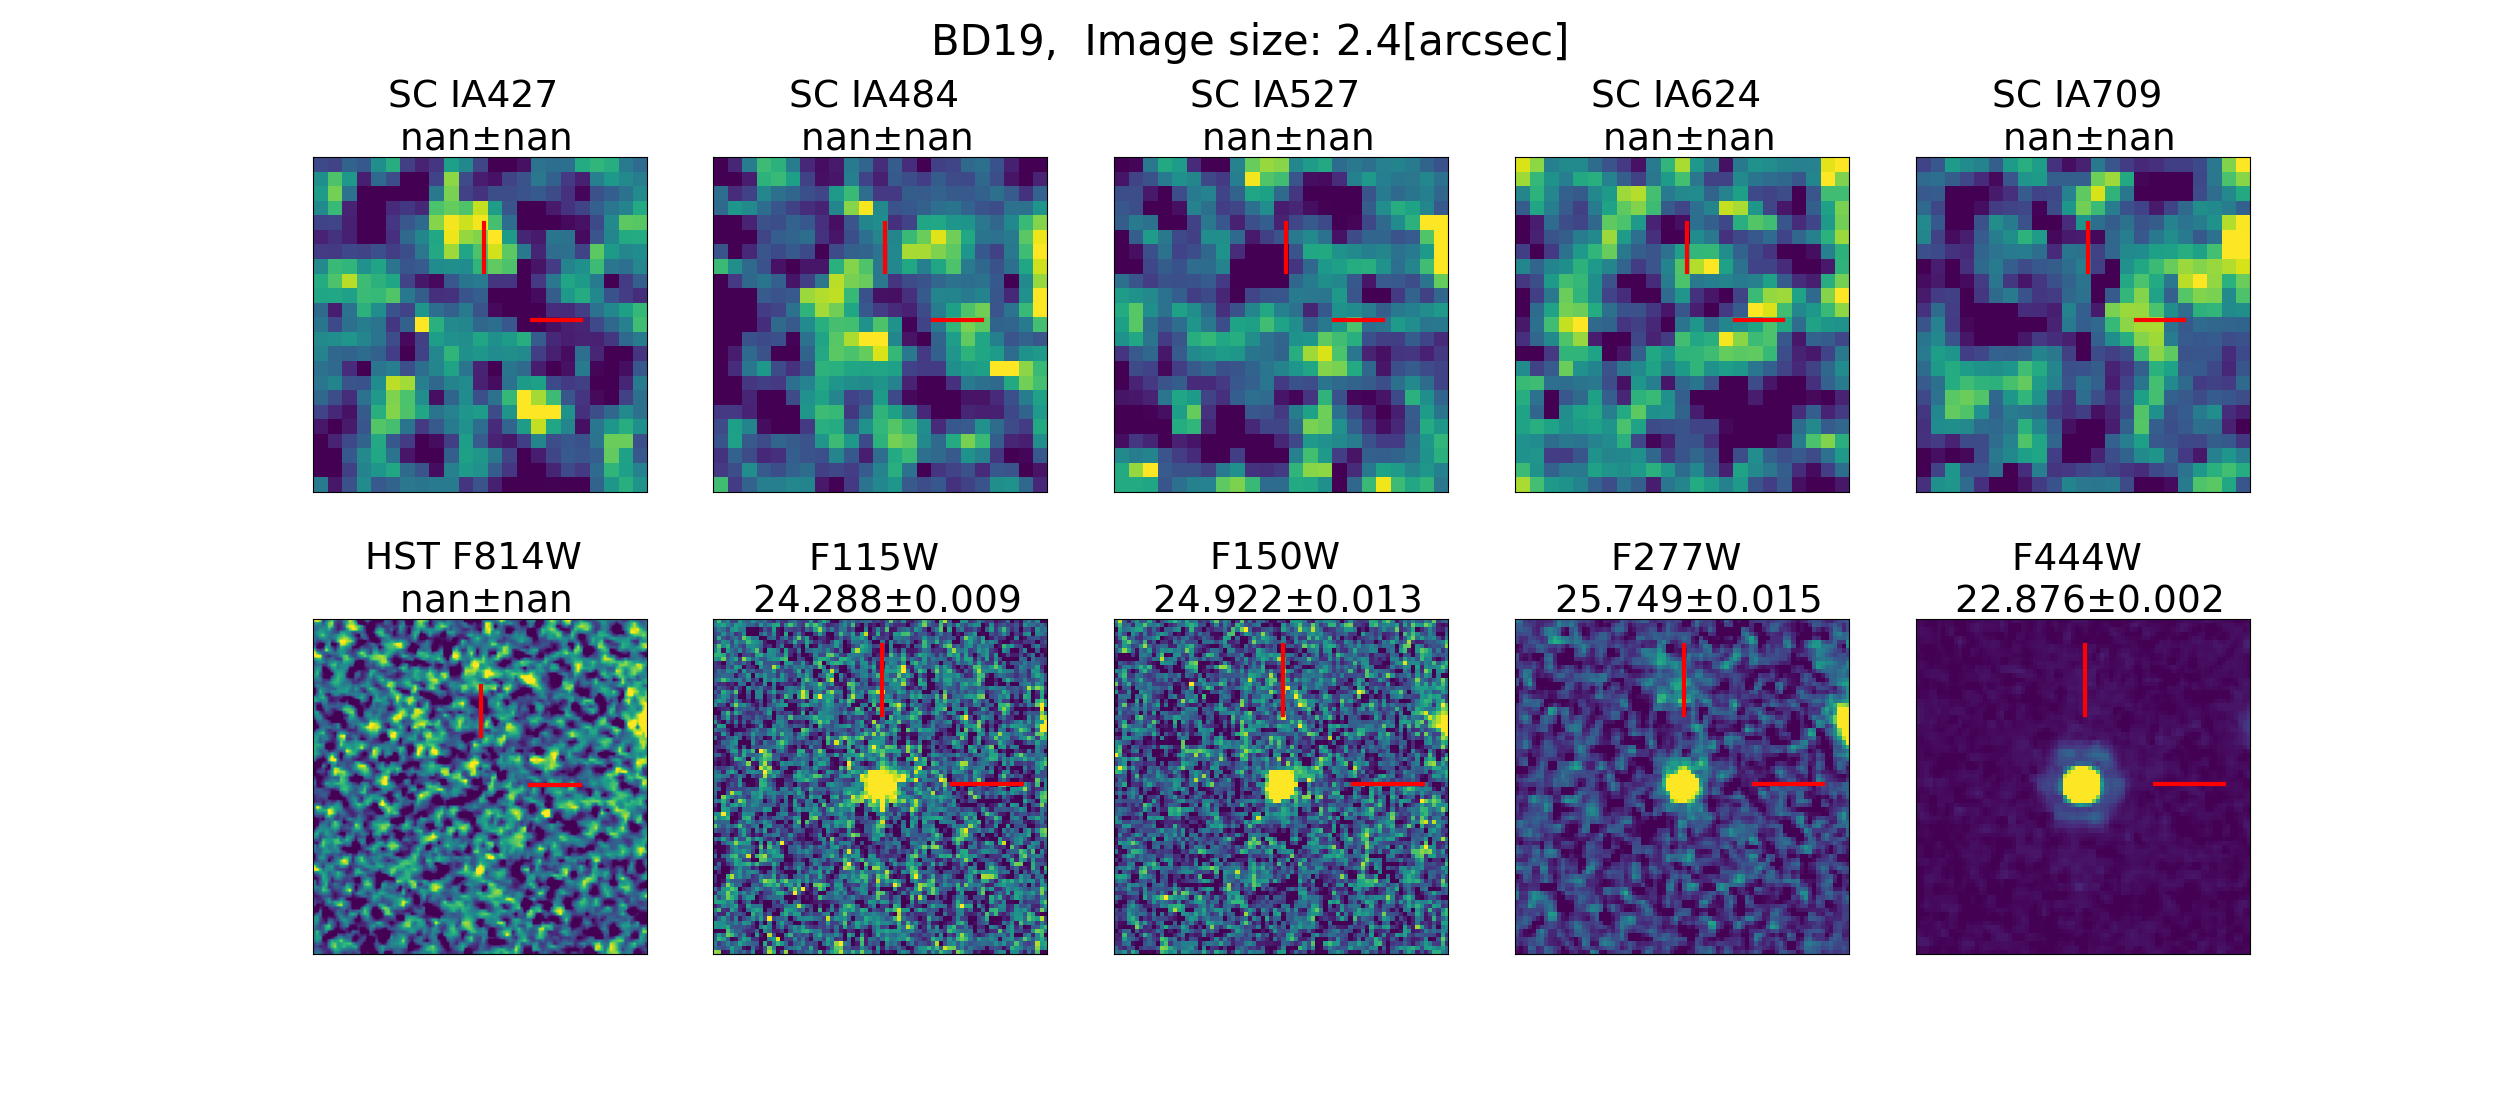 BD19,  Image size: 2.4[arcsec]
SC IA427
nan±nan
SC IA484
nan±nan
SC IA527
nan±nan
SC IA624
nan±nan
SC IA709
nan±nan
HST F814W
nan±nan
F115W
24.288±0.009
F150W
24.922±0.013
F277W
25.749±0.015
F444W
22.876±0.002